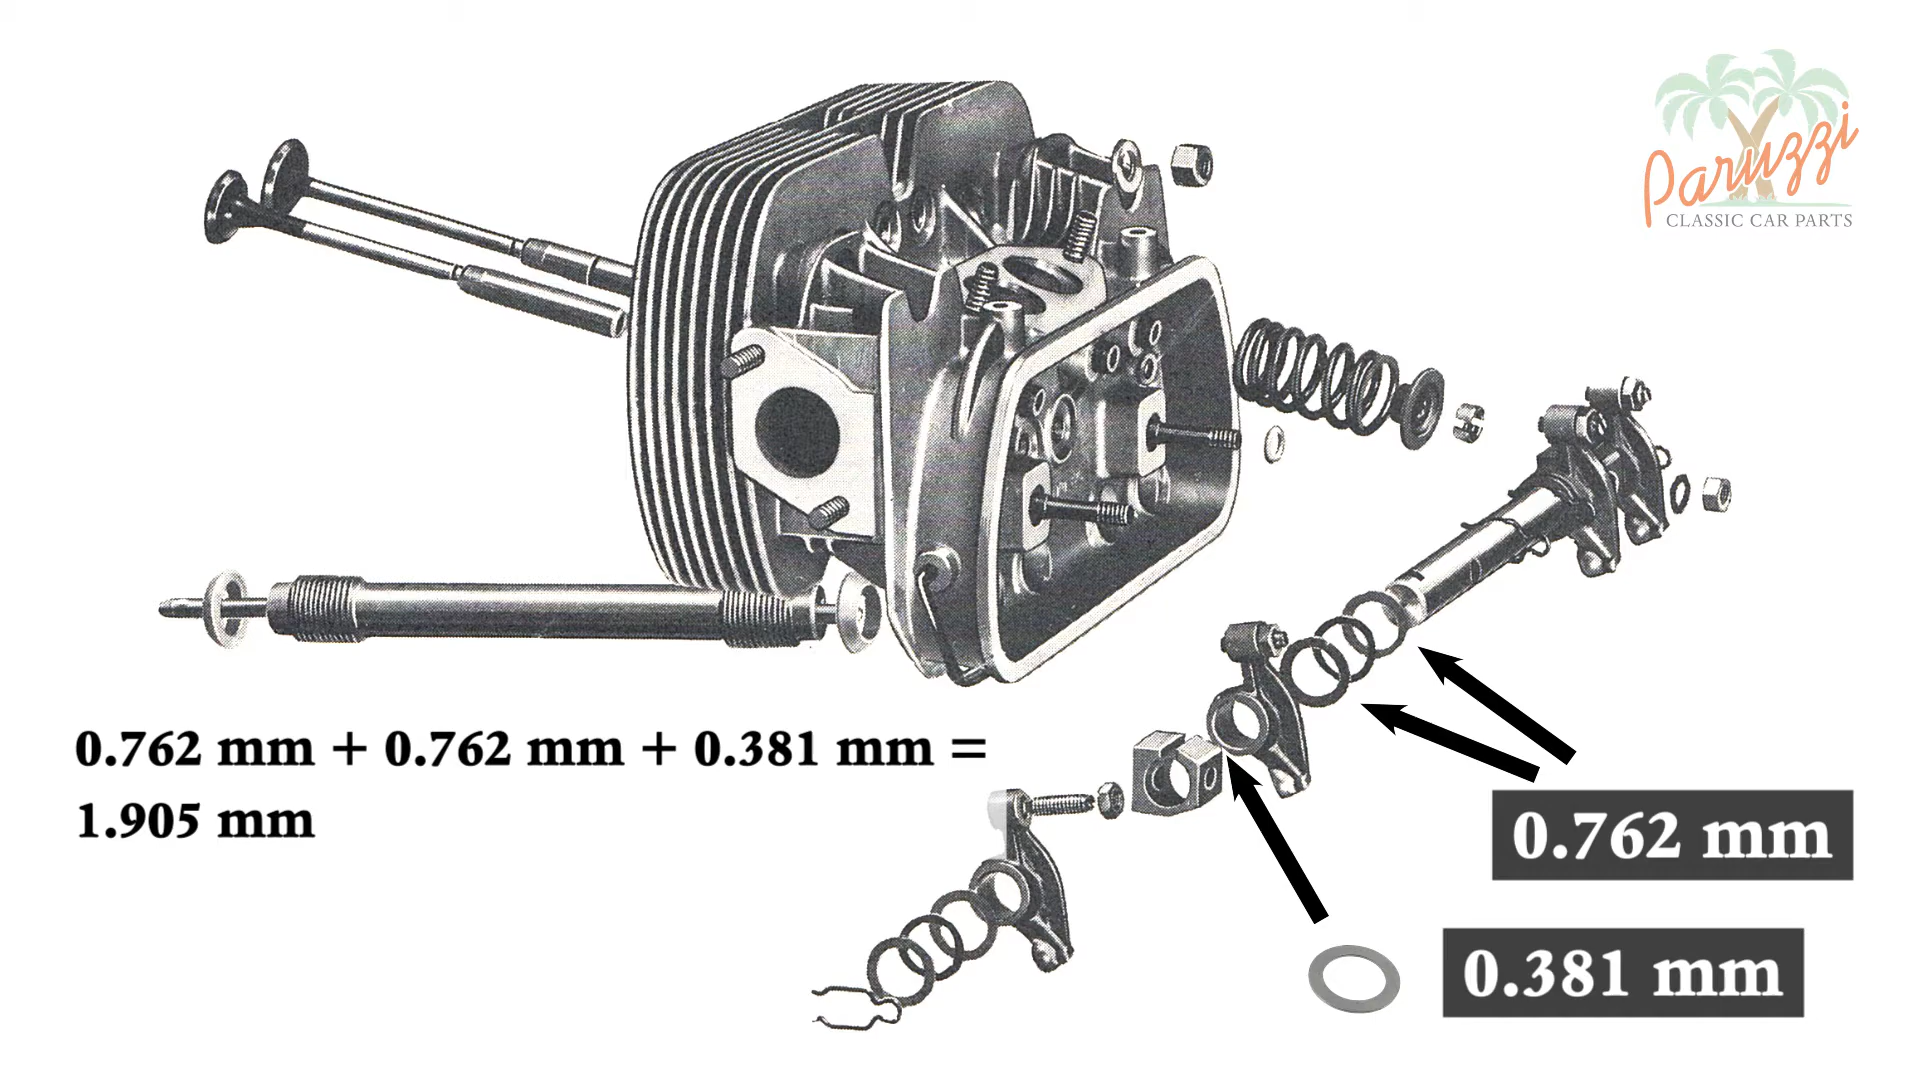 Paruzzi
CLASSIC CAR PARTS
0.762 mm + 0.762 mm + 0.381 mm =
1.905 mm
0.762 mm
0.381 mm